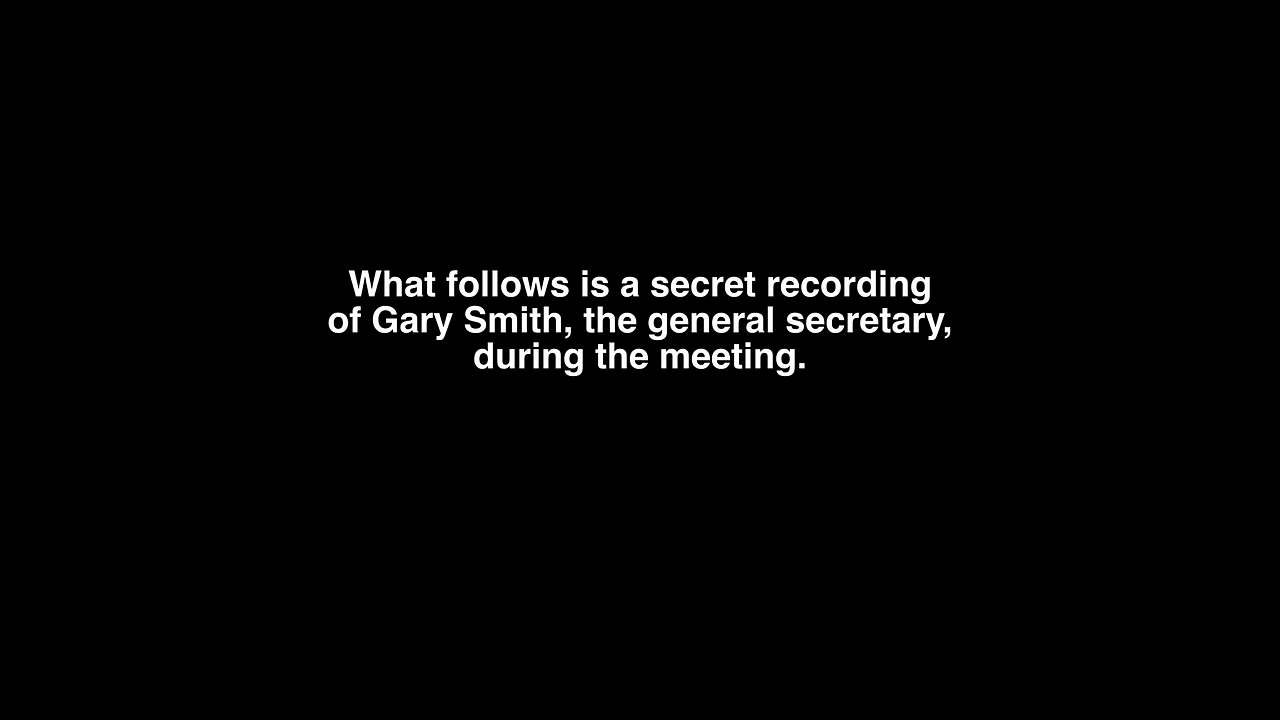 What follows is a secret recording
of Gary Smith, the general secretary,
during the meeting.